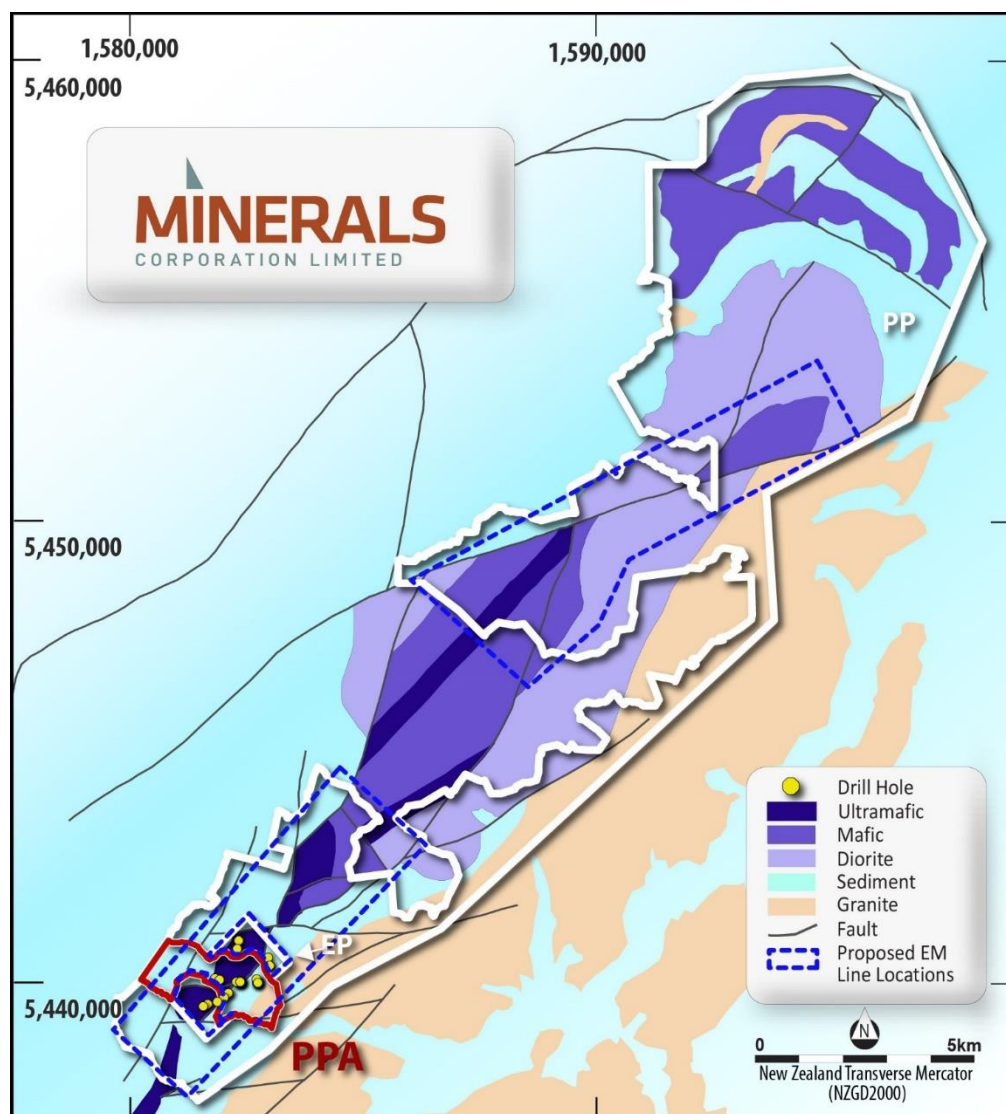 1,580,000
1,590,000
5,460,000
MINERALS
CORPORATION LIMITED
PP
5,450,000
Drill Hole
Ultramafic
Mafic
Diorite
Sediment
Granite
Fault
Proposed EM
Line Locations
EP
5,440,000
PPA
N
0
5km
New Zealand Transverse Mercator
(NZGD2000)